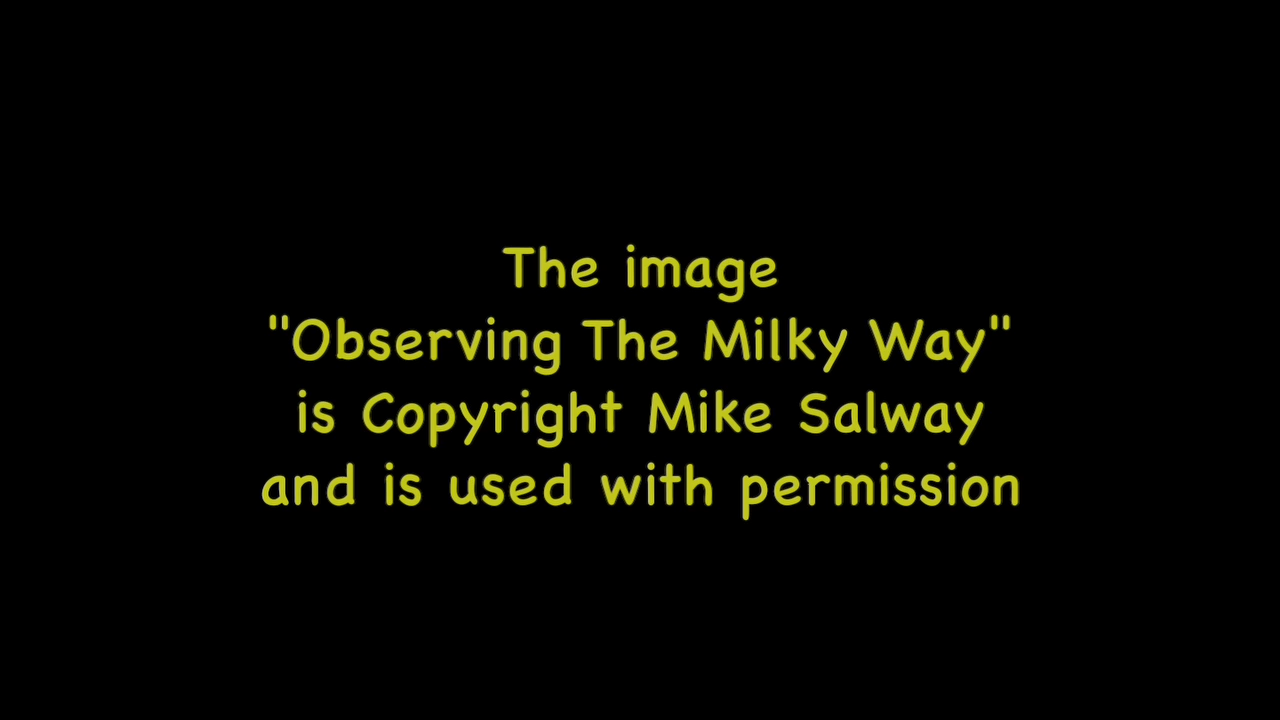 The image
"Observing The Milky Way"
is Copyright Mike Salway
and is used with permission